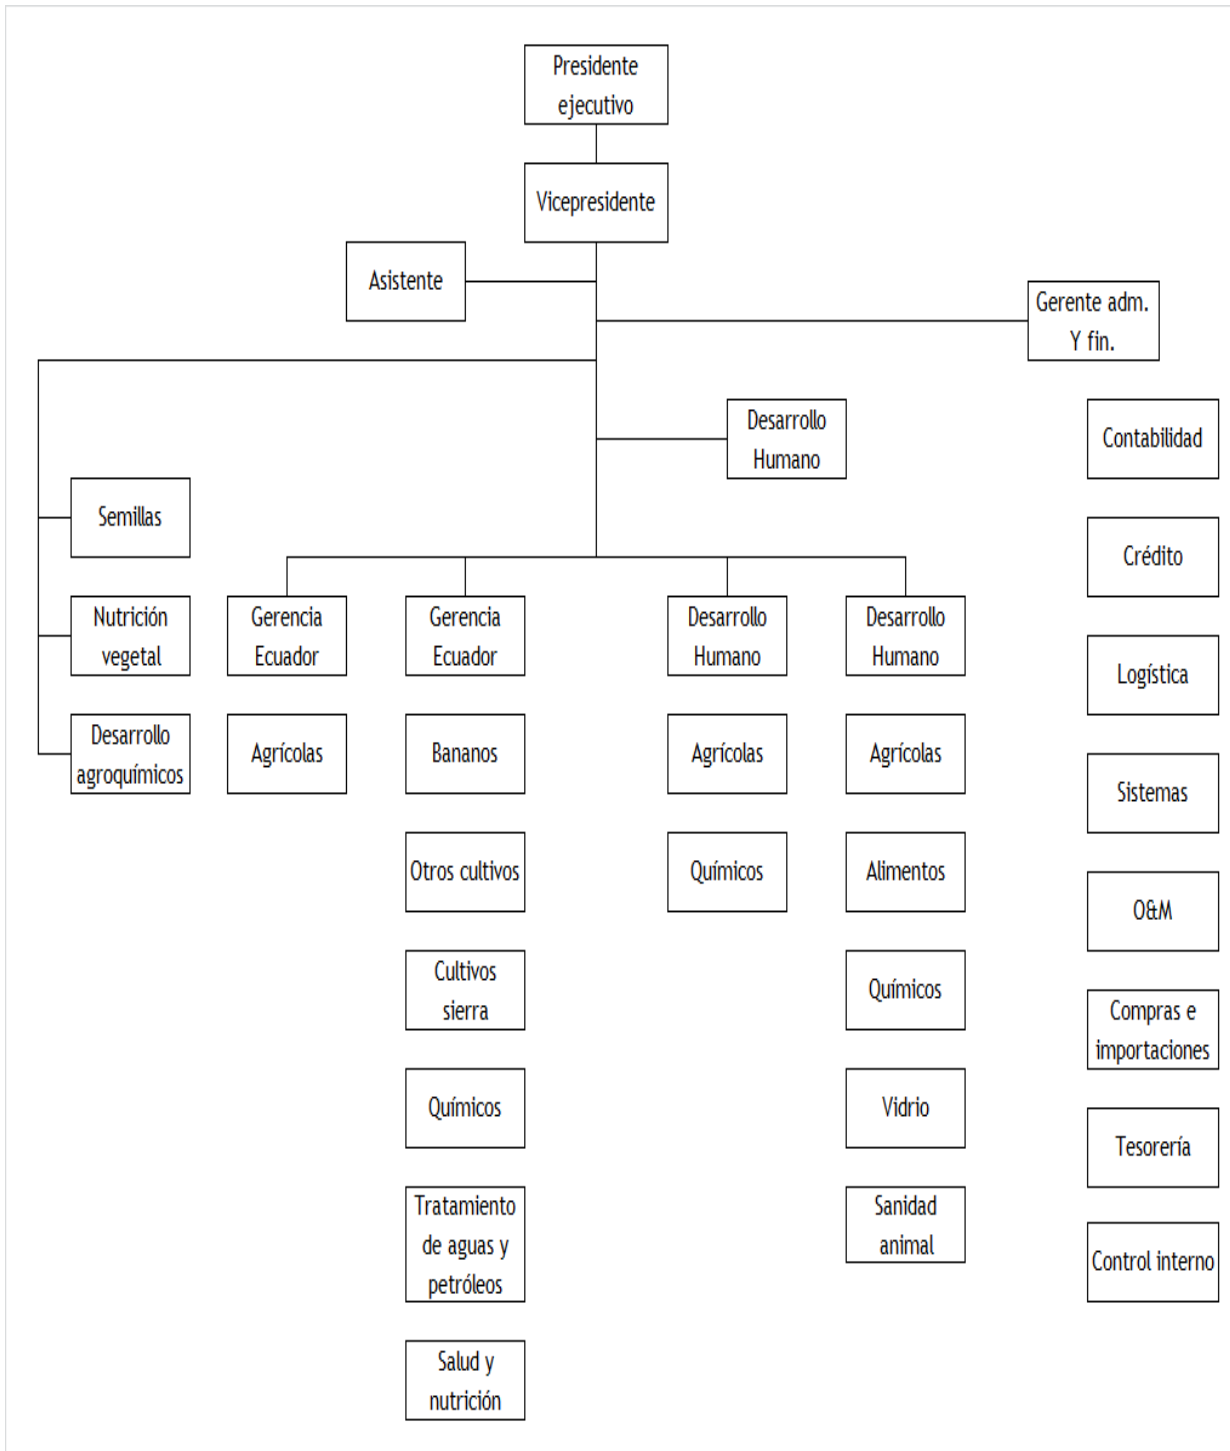 Presidente
ejecutivo
Vicepresidente
Asistente
Gerente adm.
Y fin.
Desarrollo
Humano
Contabilidad
Semillas
Crédito
Nutrición
vegetal
Gerencia
Ecuador
Gerencia
Ecuador
Desarrollo
Humano
Desarrollo
Humano
Logística
Desarrollo
agroquímicos
Agrícolas
Bananos
Agrícolas
Agrícolas
Sistemas
Otros cultivos
Químicos
Alimentos
O&M
Cultivos
sierra
Químicos
Compras e
importaciones
Químicos
Vidrio
Tesorería
Tratamiento
de aguas y
petróleos
Sanidad
animal
Control interno
Salud y
nutrición